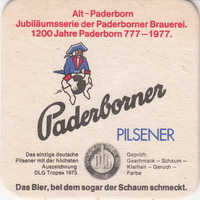 Alt-Paderborn
Jubiläumsserie der Paderborner Brauerei.
1200 Jahre Paderborn 777-1977.
Paderborner
PILSENER
Das einzige deutsche
Pilsener mit der höchsten
Auszeichnung
DLG Tropex 1973.
DLG
Geprüft:
Geschmack – Schaum –
Klarheit – Geruch –
Farbe
Das Bier, bei dem sogar der Schaum schmeckt.